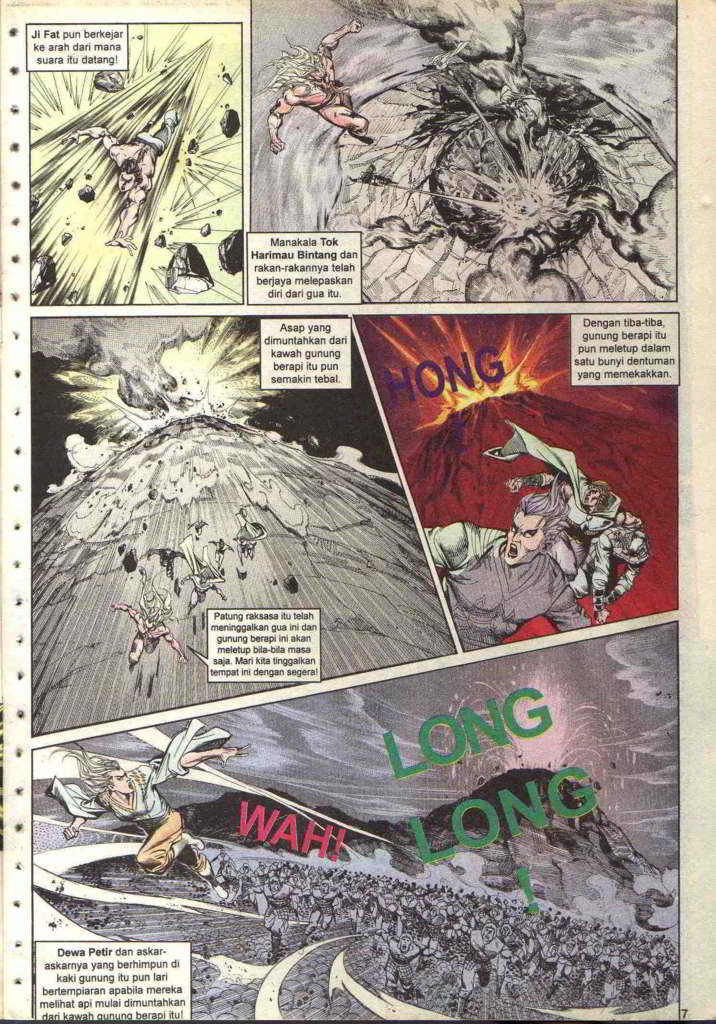 Ji Fat pun berkejar
ke arah dari mana
suara itu datang!
Manakala Tok
Harimau Bintang dan
rakan-rakannya telah
berjaya melepaskan
diri dari gua itu.
Asap yang
dimuntahkan dari
kawah gunung
berapi itu pun
semakin tebal.
Patung raksasa itu telah
meninggalkan gua ini dan
gunung berapi ini akan
meletup bila-bila masa
saja. Mari kita tinggalkan
tempat ini dengan segera!
Dengan tiba-tiba,
gunung berapi itu
pun meletup dalam
satu bunyi dentuman
yang memekakkan.
HONG
!
LONG
LONG
!
WAH!
Dewa Petir dan askar-
askarnya yang berhimpun di
kaki gunung itu pun lari
bertempiaran apabila mereka
melihat api mulai dimuntahkan
dari kawah gunung berapi itu!
7